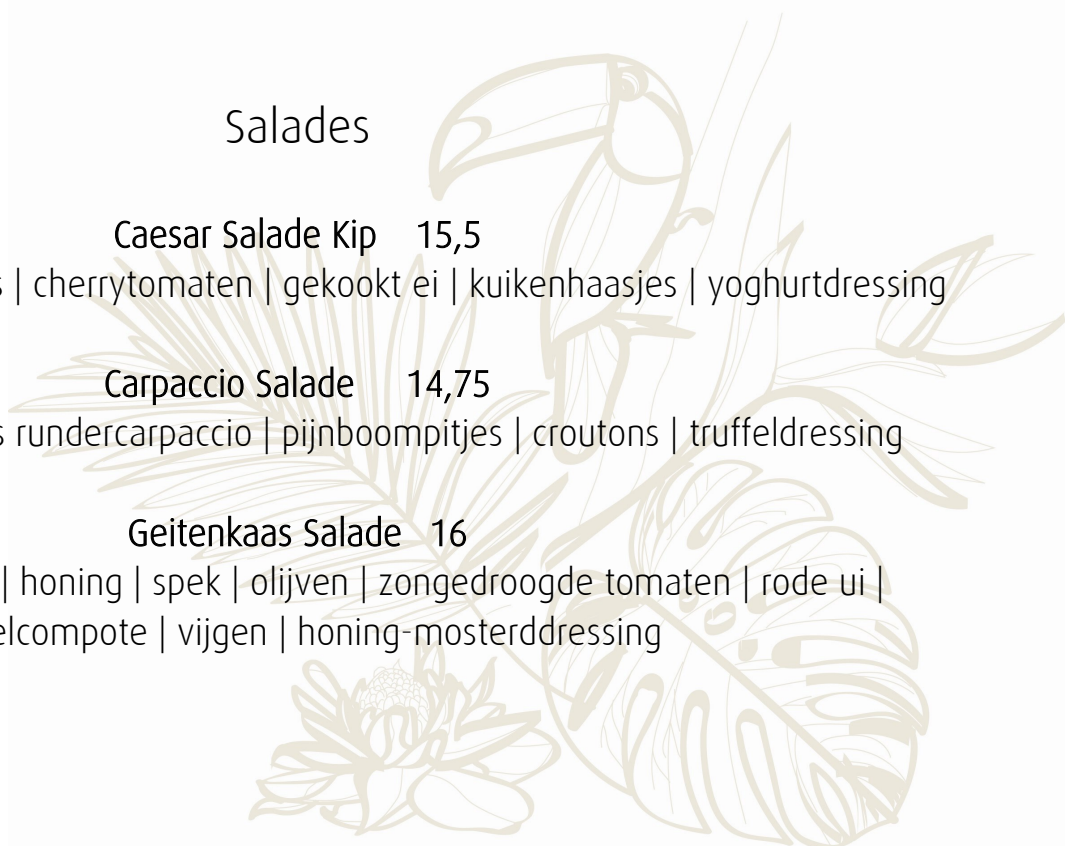 Salades
Caesar Salade Kip 15,5
| cherrytomaten | gekookt ei | kuikenhaasjes | yoghurtdressing
Carpaccio Salade 14,75
rundercarpaccio | pijnboompitjes | croutons | truffeldressing
Geitenkaas Salade 16
| honing | spek | olijven | zongedroogde tomaten | rode ui |
| vijgen | honing-mosterddressing